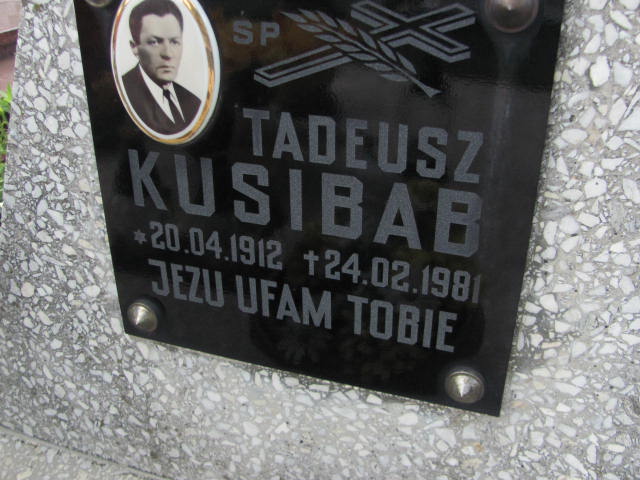 SP
TADEUSZ
KUSIBAB
*20.04.1912 †24.02.1981
JEZU UFAM TOBIE